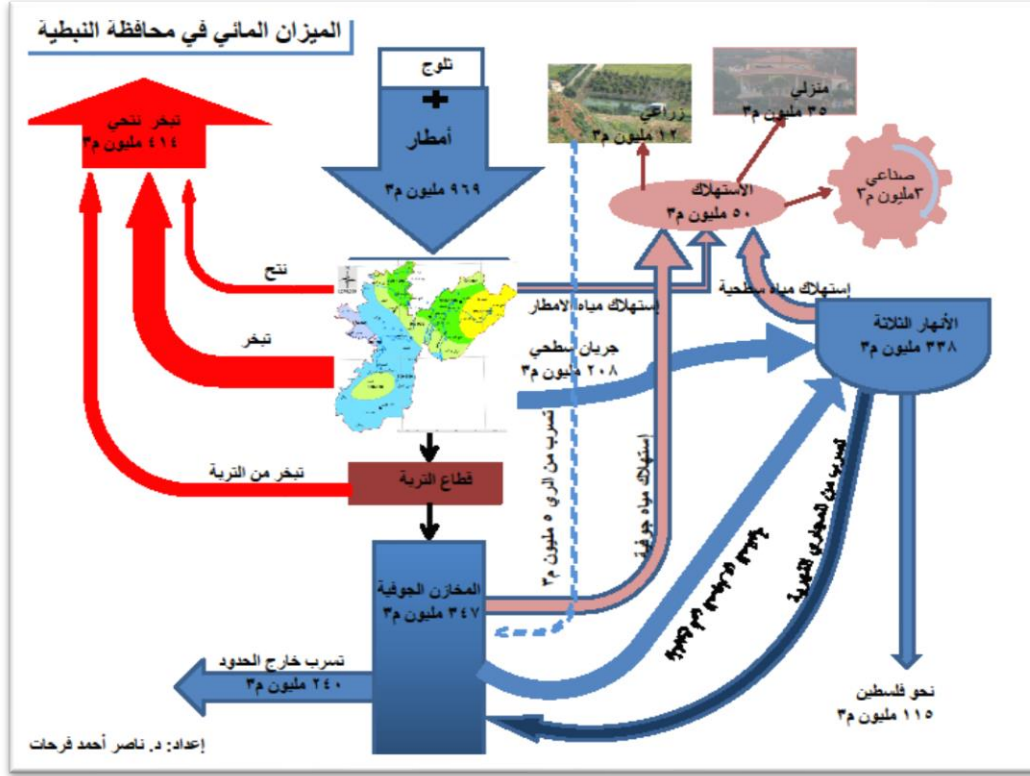 الميزان المائي في محافظة النبطية
ثلوج
+
أمطار
٩٦٩ مليون م٣
تبخر نتحي
٤١٤ مليون م٣
زراعي
١٢ مليون م٣
منزلي
٣٥ مليون م٣
صناعي
٣مليون م٣
الأستهلاك
٥٠ مليون م٣
نتح
إستهلاك مياه الامطار
إستهلاك مياه سطحية
الأنهار الثلاثة
٣٣٨ مليون م٣
تبخر
جريان سطحي
٢٠٨ مليون م٣
تسرب من الري ٥ مليون م٣
إستهلاك مياه جوفية
تسرب من المجاري النهرية
تبخر من التربة
قطاع التربة
المخازن الجوفية
٣٤٧ مليون م٣
تسرب خارج الحدود
٢٤٠ مليون م٣
نحو فلسطين
١١٥ مليون م٣
إعداد: د. ناصر أحمد فرحات